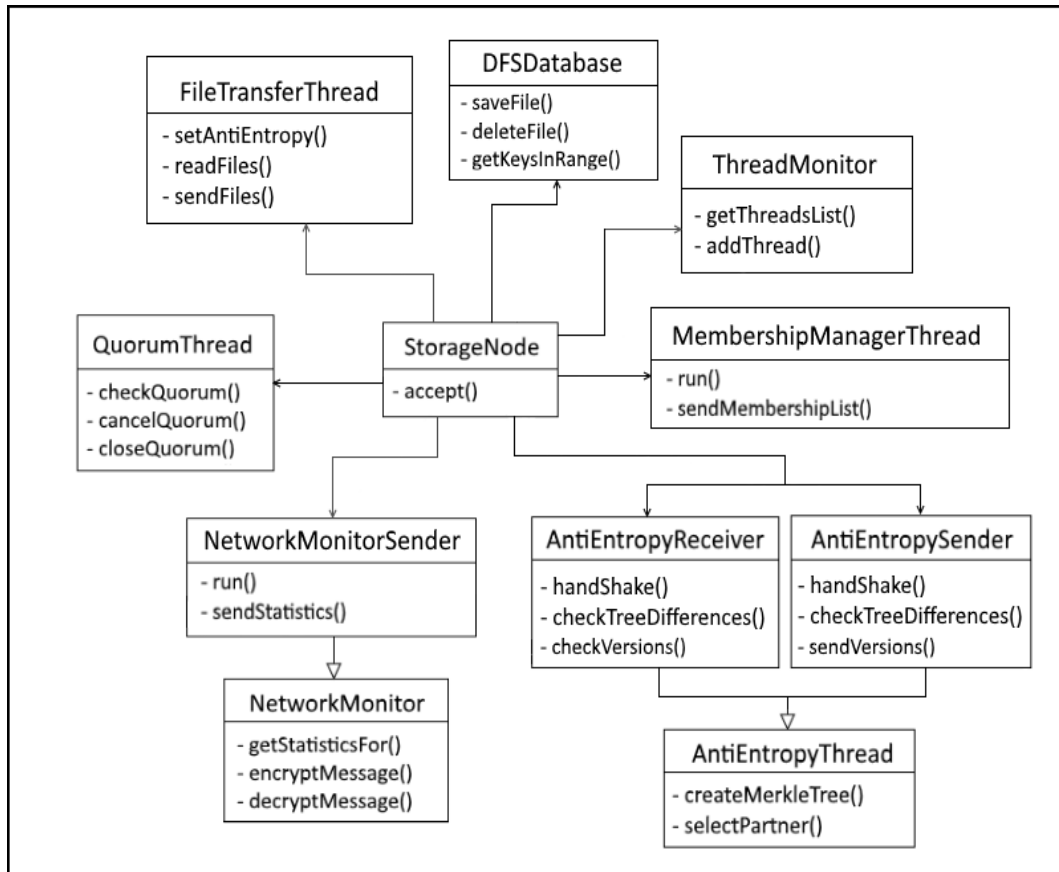 FileTransferThread
- setAntiEntropy()
- readFiles()
- sendFiles()
DFSDatabase
- saveFile()
- deleteFile()
- getKeysInRange()
ThreadMonitor
- getThreadsList()
- addThread()
QuorumThread
- checkQuorum()
- cancelQuorum()
- closeQuorum()
StorageNode
- accept()
MembershipManagerThread
- run()
- sendMembershipList()
NetworkMonitorSender
- run()
- sendStatistics()
AntiEntropyReceiver
- handShake()
- checkTreeDifferences()
- checkVersions()
AntiEntropySender
- handShake()
- checkTreeDifferences()
- sendVersions()
NetworkMonitor
- getStatisticsFor()
- encryptMessage()
- decryptMessage()
AntiEntropyThread
- createMerkleTree()
- selectPartner()